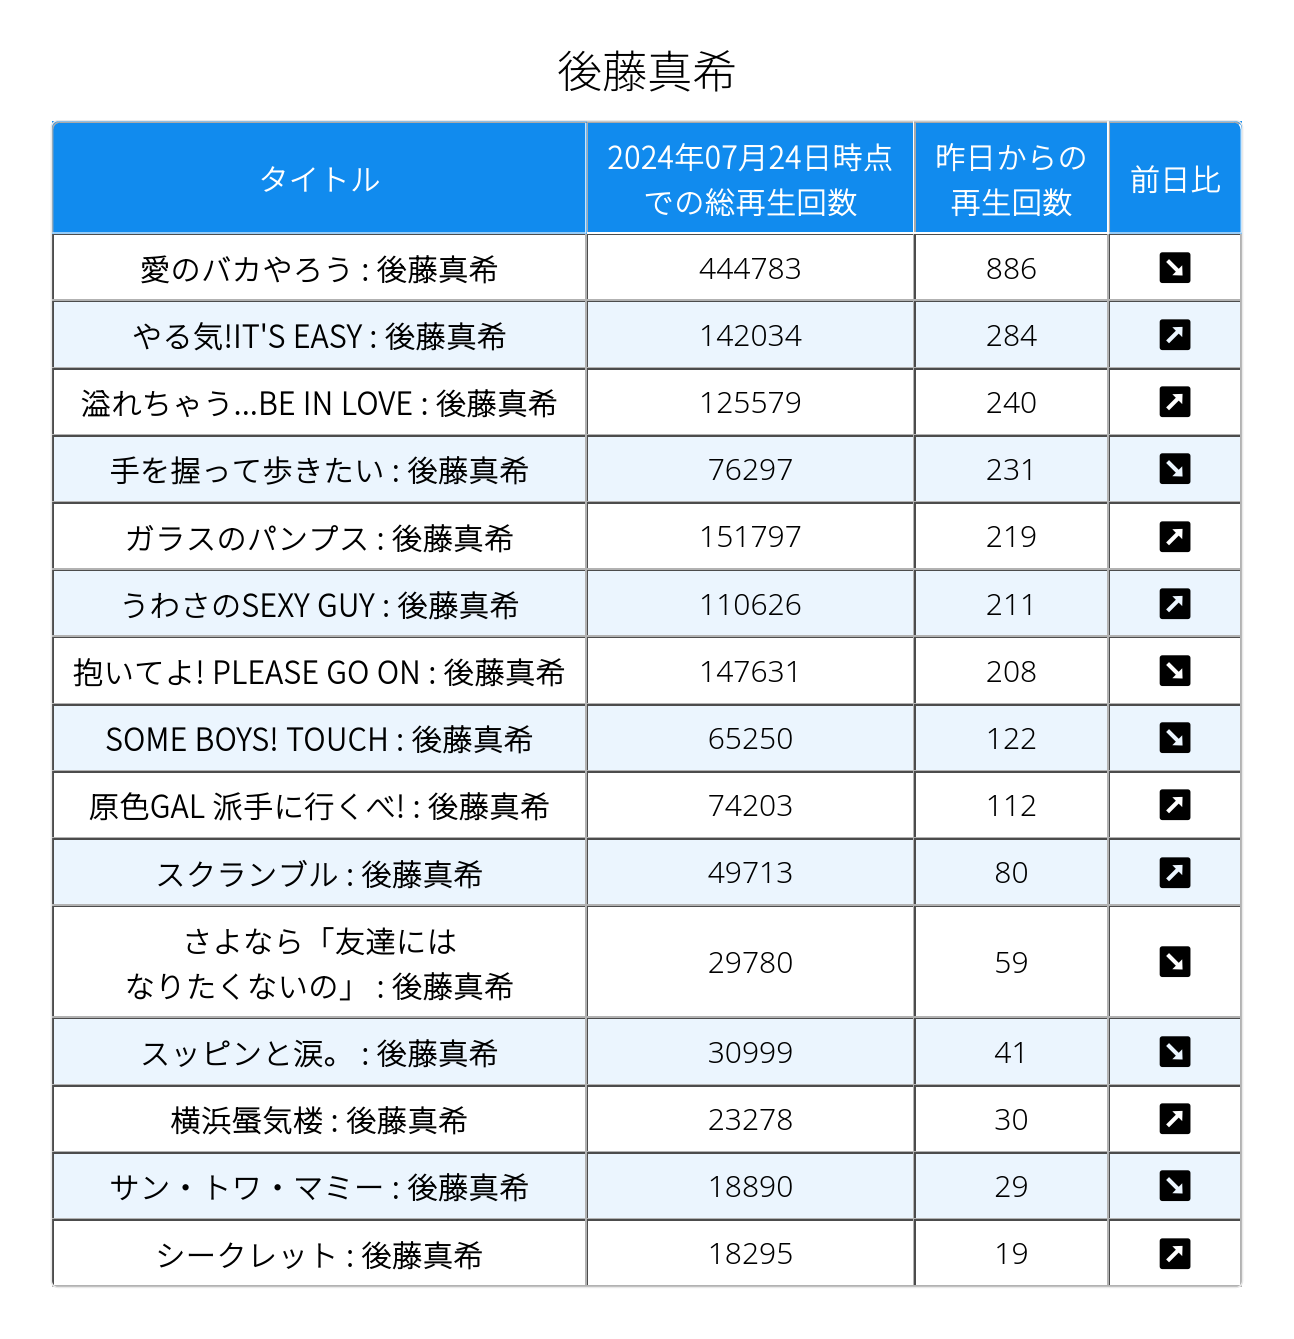 後藤真希
タイトル
2024年07月24日時点
での総再生回数
昨日からの
再生回数
前日比
愛のバカやろう : 後藤真希 444783 886
やる気!IT'S EASY : 後藤真希 142034 284
溢れちゃう...BE IN LOVE : 後藤真希 125579 240
手を握って歩きたい : 後藤真希 76297 231
ガラスのパンプス : 後藤真希 151797 219
うわさのSEXY GUY : 後藤真希 110626 211
抱いてよ! PLEASE GO ON : 後藤真希 147631 208
SOME BOYS! TOUCH : 後藤真希 65250 122
原色GAL 派手に行くべ! : 後藤真希 74203 112
スクランブル : 後藤真希 49713 80
さよなら「友達には
なりたくないの」 : 後藤真希 29780 59
スッピンと涙。 : 後藤真希 30999 41
横浜蜃気楼 : 後藤真希 23278 30
サン・トワ・マミー : 後藤真希 18890 29
シークレット : 後藤真希 18295 19